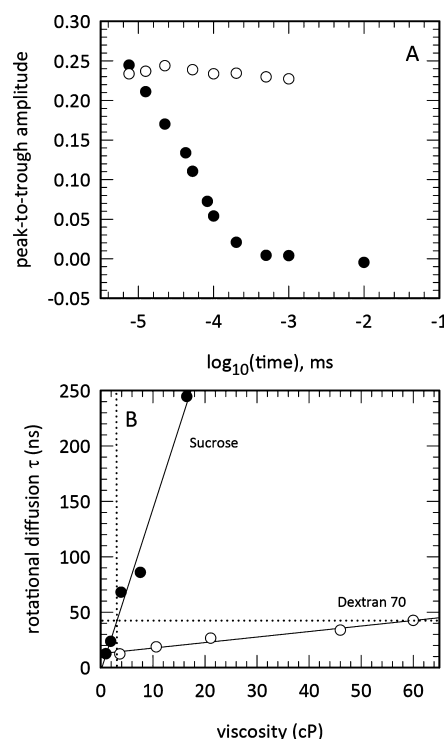 0.30
A
0.25
0.20
0.15
0.10
0.05
0.00
-0.05
peak-to-trough amplitude
-5 -4 -3 -2 -1
log10(time), ms
250
B
200
Sucrose
150
100
50
Dextran 70
0
rotational diffusion τ (ns)
0 10 20 30 40 50 60
viscosity (cP)